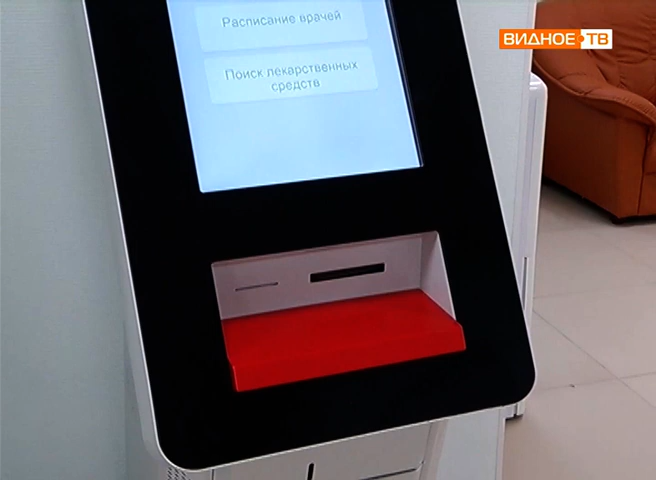 ВИДНОЕ ТВ
Расписание врачей
Поиск лекарственных
средств